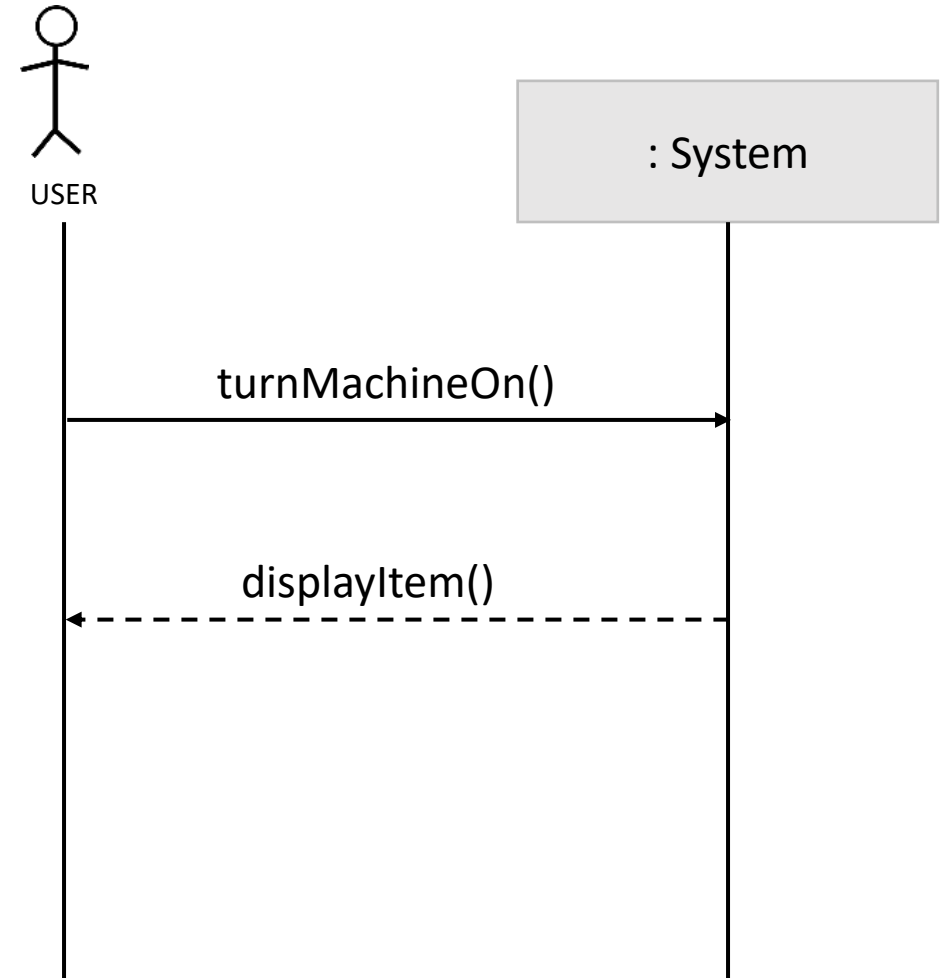 USER
: System
turnMachineOn()
displayItem()